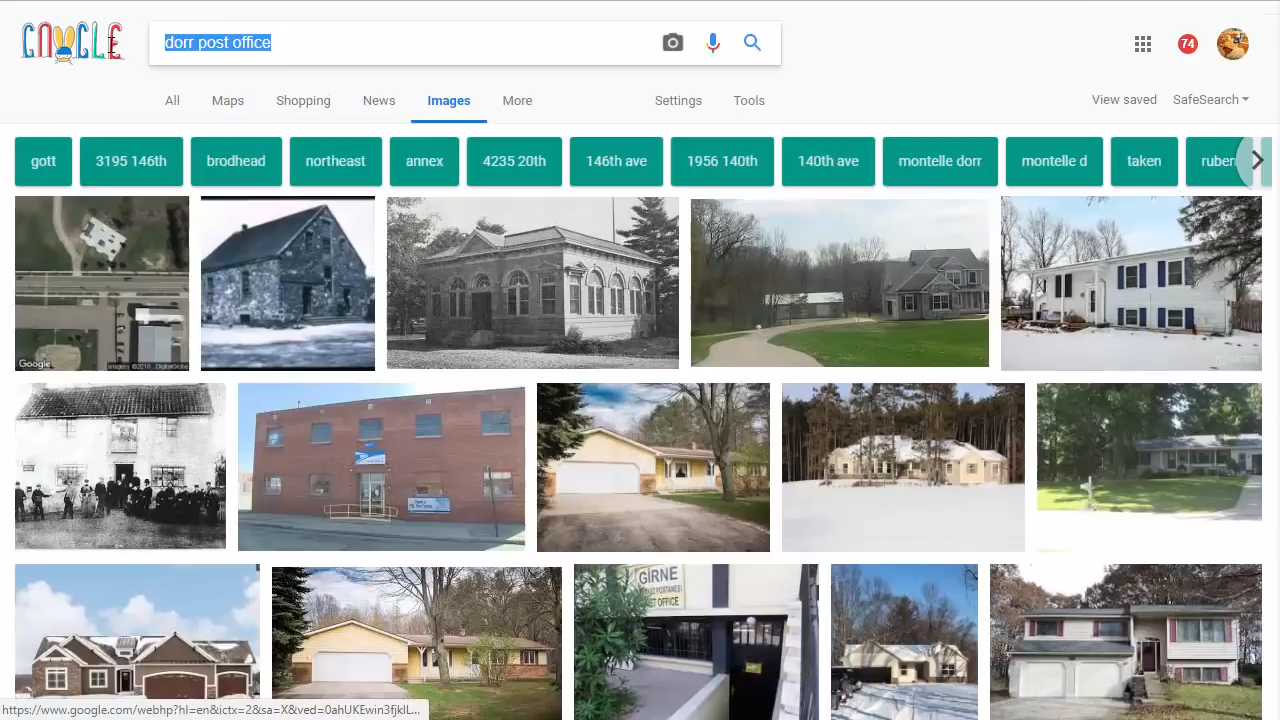 GOOGLE
dorr post office
74
All Maps Shopping News Images More Settings Tools View saved SafeSearch
gott 3195 146th brodhead northeast annex 4235 20th 146th ave 1956 140th 140th ave montelle dorr montelle d taken
Google
GIRNE
POST OFFICE
https://www.google.com/webhp?hl=en&ictx=2&sa=X&ved=0ahUKEwin3fjkIL...